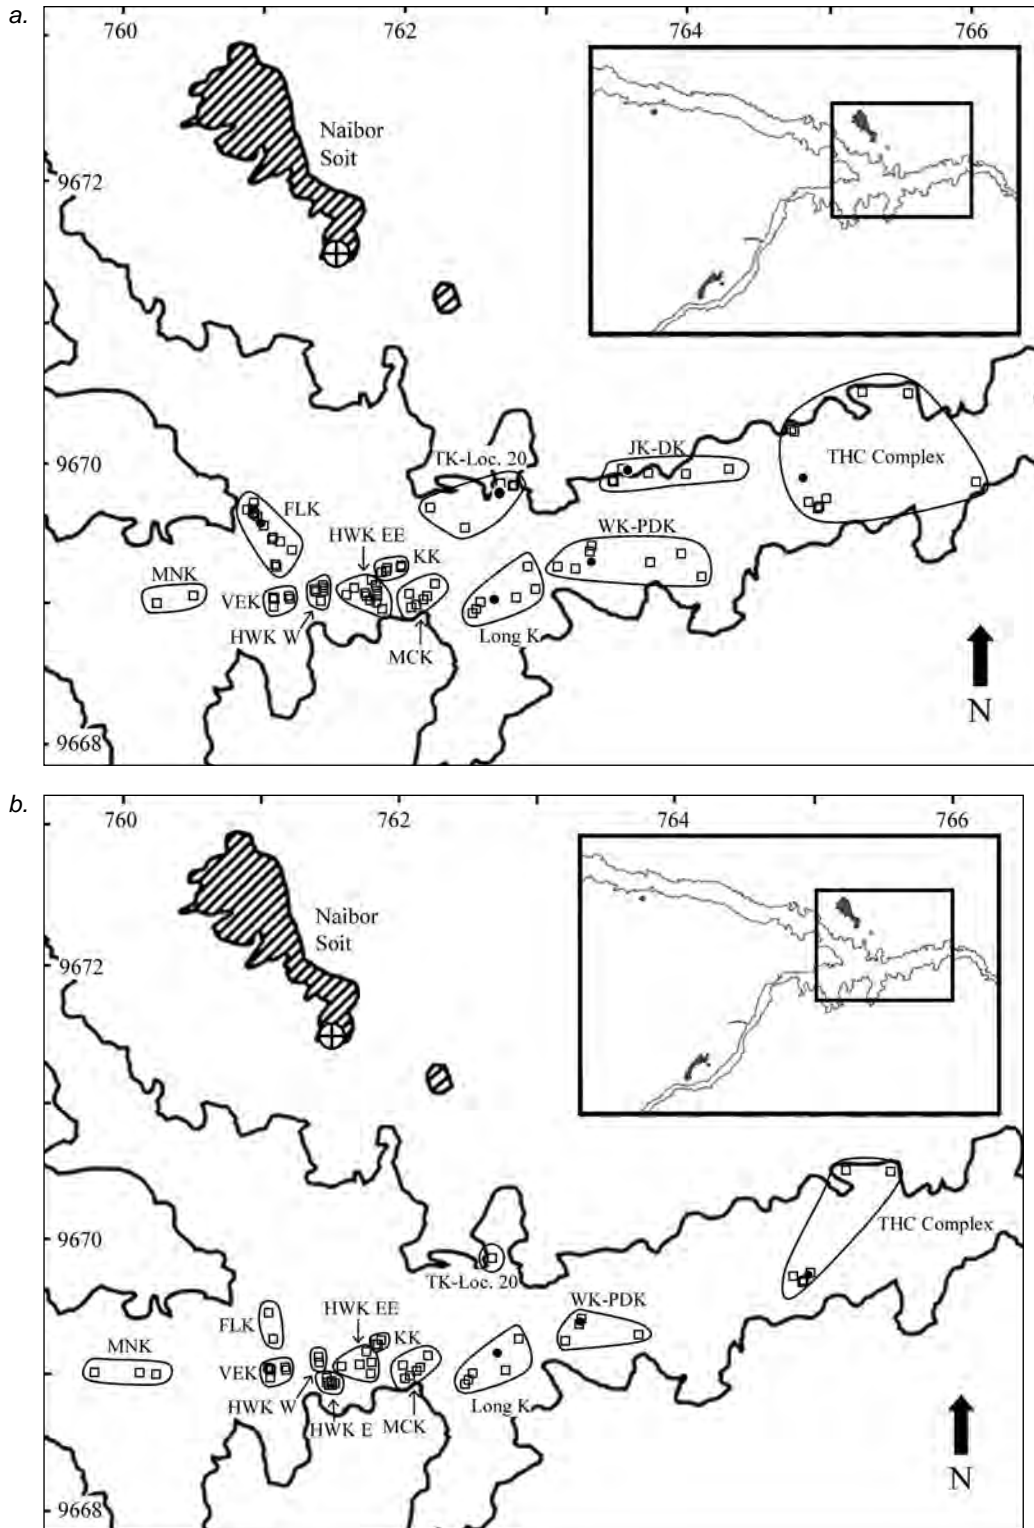 a.
760
762
764
766
Naibor
Soit
9672
9670
TK-Loc. 20
JK-DK
THC Complex
FLK
HWK EE
WK-PDK
KK
MNK
VEK
HWK W
MCK
Long K
9668
N
b.
760
762
764
766
Naibor
Soit
9672
9670
THC Complex
TK-Loc. 20
HWK EE
WK-PDK
FLK
KK
MNK
VEK
HWK W
HWK E
MCK
Long K
9668
N